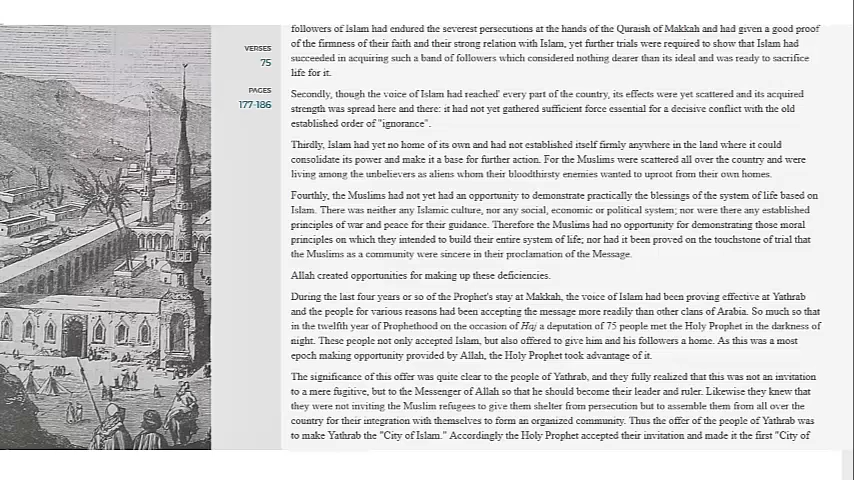 VERSES
75
PAGES
177-186
followers of Islam had endured the severest persecutions at the hands of the Quraish of Makkah and had given a good proof
of the firmness of their faith and their strong relation with Islam, yet further trials were required to show that Islam had
succeeded in acquiring such a band of followers which considered nothing dearer than its ideal and was ready to sacrifice
life for it.
Secondly, though the voice of Islam had reached' every part of the country, its effects were yet scattered and its acquired
strength was spread here and there: it had not yet gathered sufficient force essential for a decisive conflict with the old
established order of "ignorance".
Thirdly, Islam had yet no home of its own and had not established itself firmly anywhere in the land where it could
consolidate its power and make it a base for further action. For the Muslims were scattered all over the country and were
living among the unbelievers as aliens whom their bloodthirsty enemies wanted to uproot from their own homes.
Fourthly, the Muslims had not yet had an opportunity to demonstrate practically the blessings of the system of life based on
Islam. There was neither any Islamic culture, nor any social, economic or political system; nor were there any established
principles of war and peace for their guidance. Therefore the Muslims had no opportunity for demonstrating those moral
principles on which they intended to build their entire system of life; nor had it been proved on the touchstone of trial that
the Muslims as a community were sincere in their proclamation of the Message.
Allah created opportunities for making up these deficiencies.
During the last four years or so of the Prophet's stay at Makkah, the voice of Islam had been proving effective at Yathrab
and the people for various reasons had been accepting the message more readily than other clans of Arabia. So much so that
in the twelfth year of Prophethood on the occasion of Haj a deputation of 75 people met the Holy Prophet in the darkness of
night. These people not only accepted Islam, but also offered to give him and his followers a home. As this was a most
epoch making opportunity provided by Allah, the Holy Prophet took advantage of it.
The significance of this offer was quite clear to the people of Yathrab, and they fully realized that this was not an invitation
to a mere fugitive, but to the Messenger of Allah so that he should become their leader and ruler. Likewise they knew that
they were not inviting the Muslim refugees to give them shelter from persecution but to assemble them from all over the
country for their integration with themselves to form an organized community. Thus the offer of the people of Yathrab was
to make Yathrab the "City of Islam." Accordingly the Holy Prophet accepted their invitation and made it the first "City of